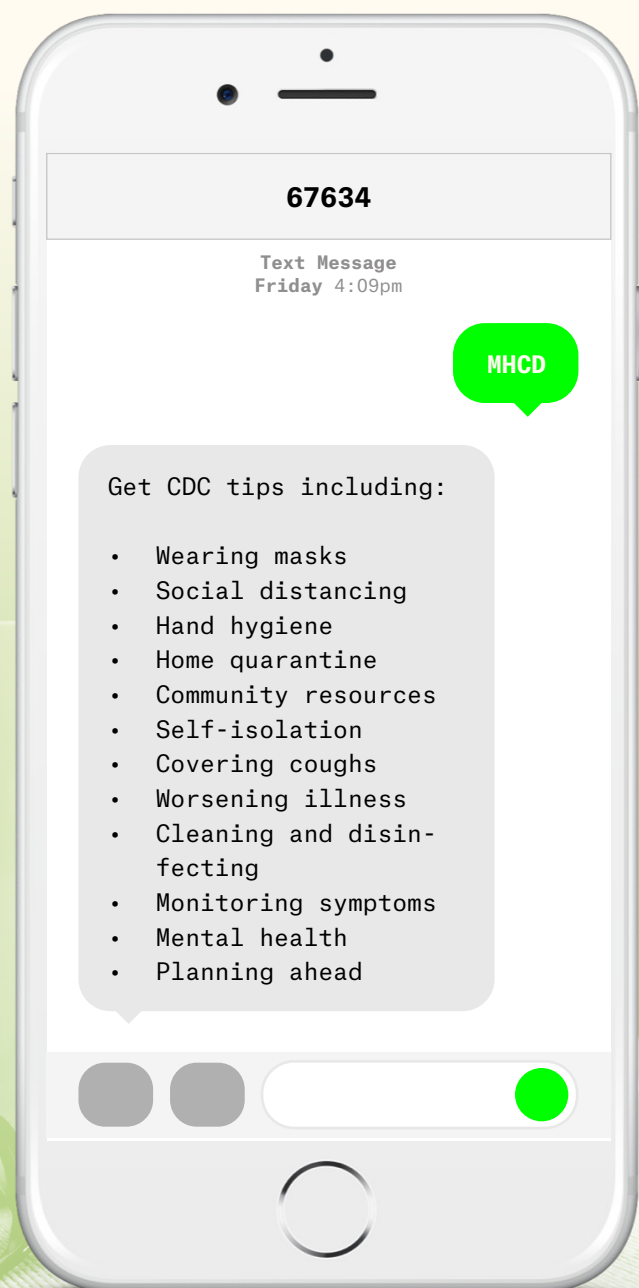 67634
Text Message
Friday 4:09pm
MHCD
Get CDC tips including:
• Wearing masks
• Social distancing
• Hand hygiene
• Home quarantine
• Community resources
• Self-isolation
• Covering coughs
• Worsening illness
• Cleaning and disin-
fecting
• Monitoring symptoms
• Mental health
• Planning ahead